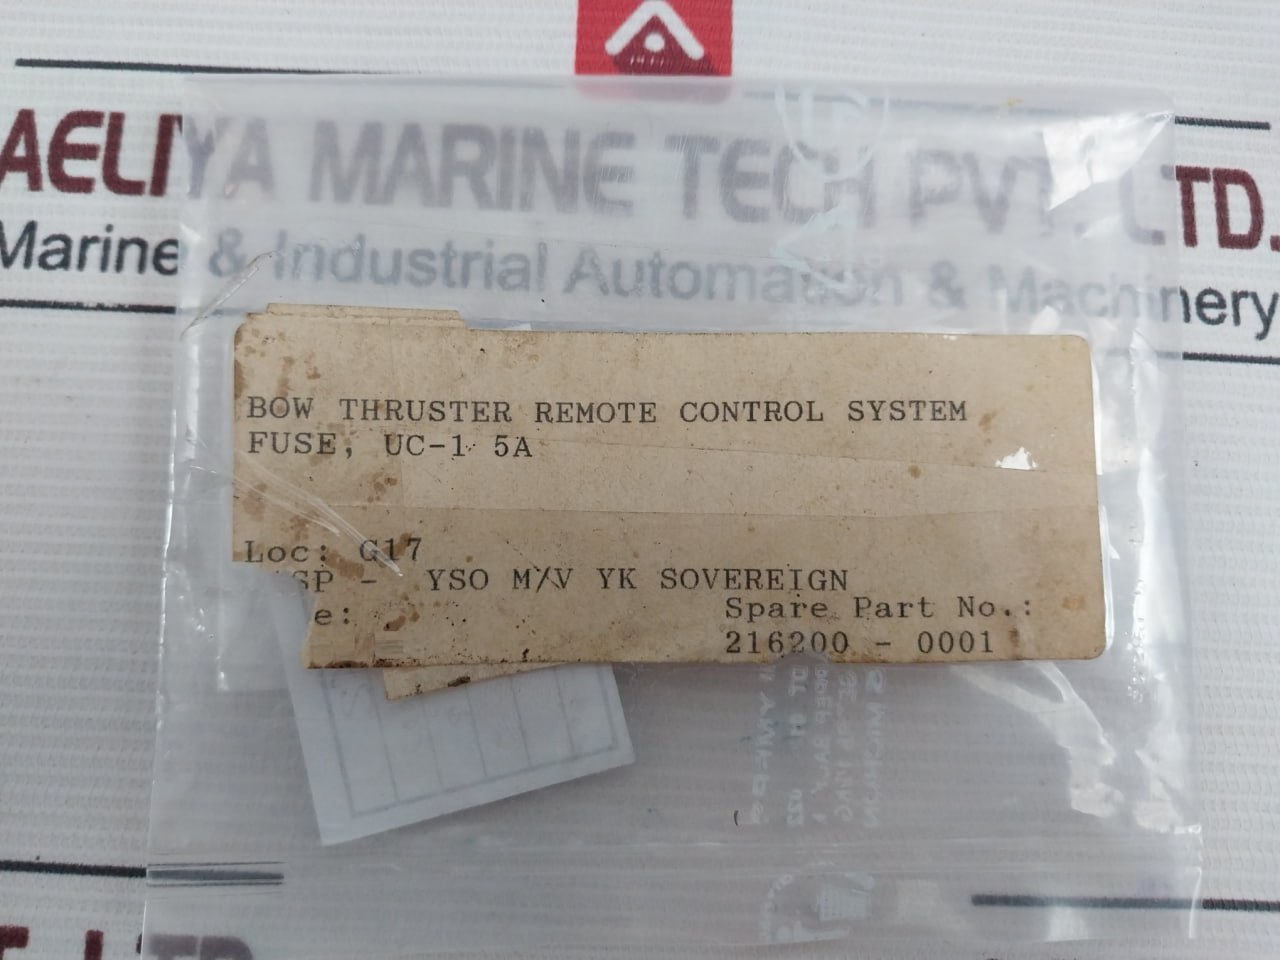 AELIYA MARINE TECH PVT. LTD.
Marine & Industrial Automation & Machinery
BOW THRUSTER REMOTE CONTROL SYSTEM
FUSE, UC-1 5A
Loc: G17
SP - YSO M/V YK SOVEREIGN
e:
Spare Part No.:
216200 - 0001